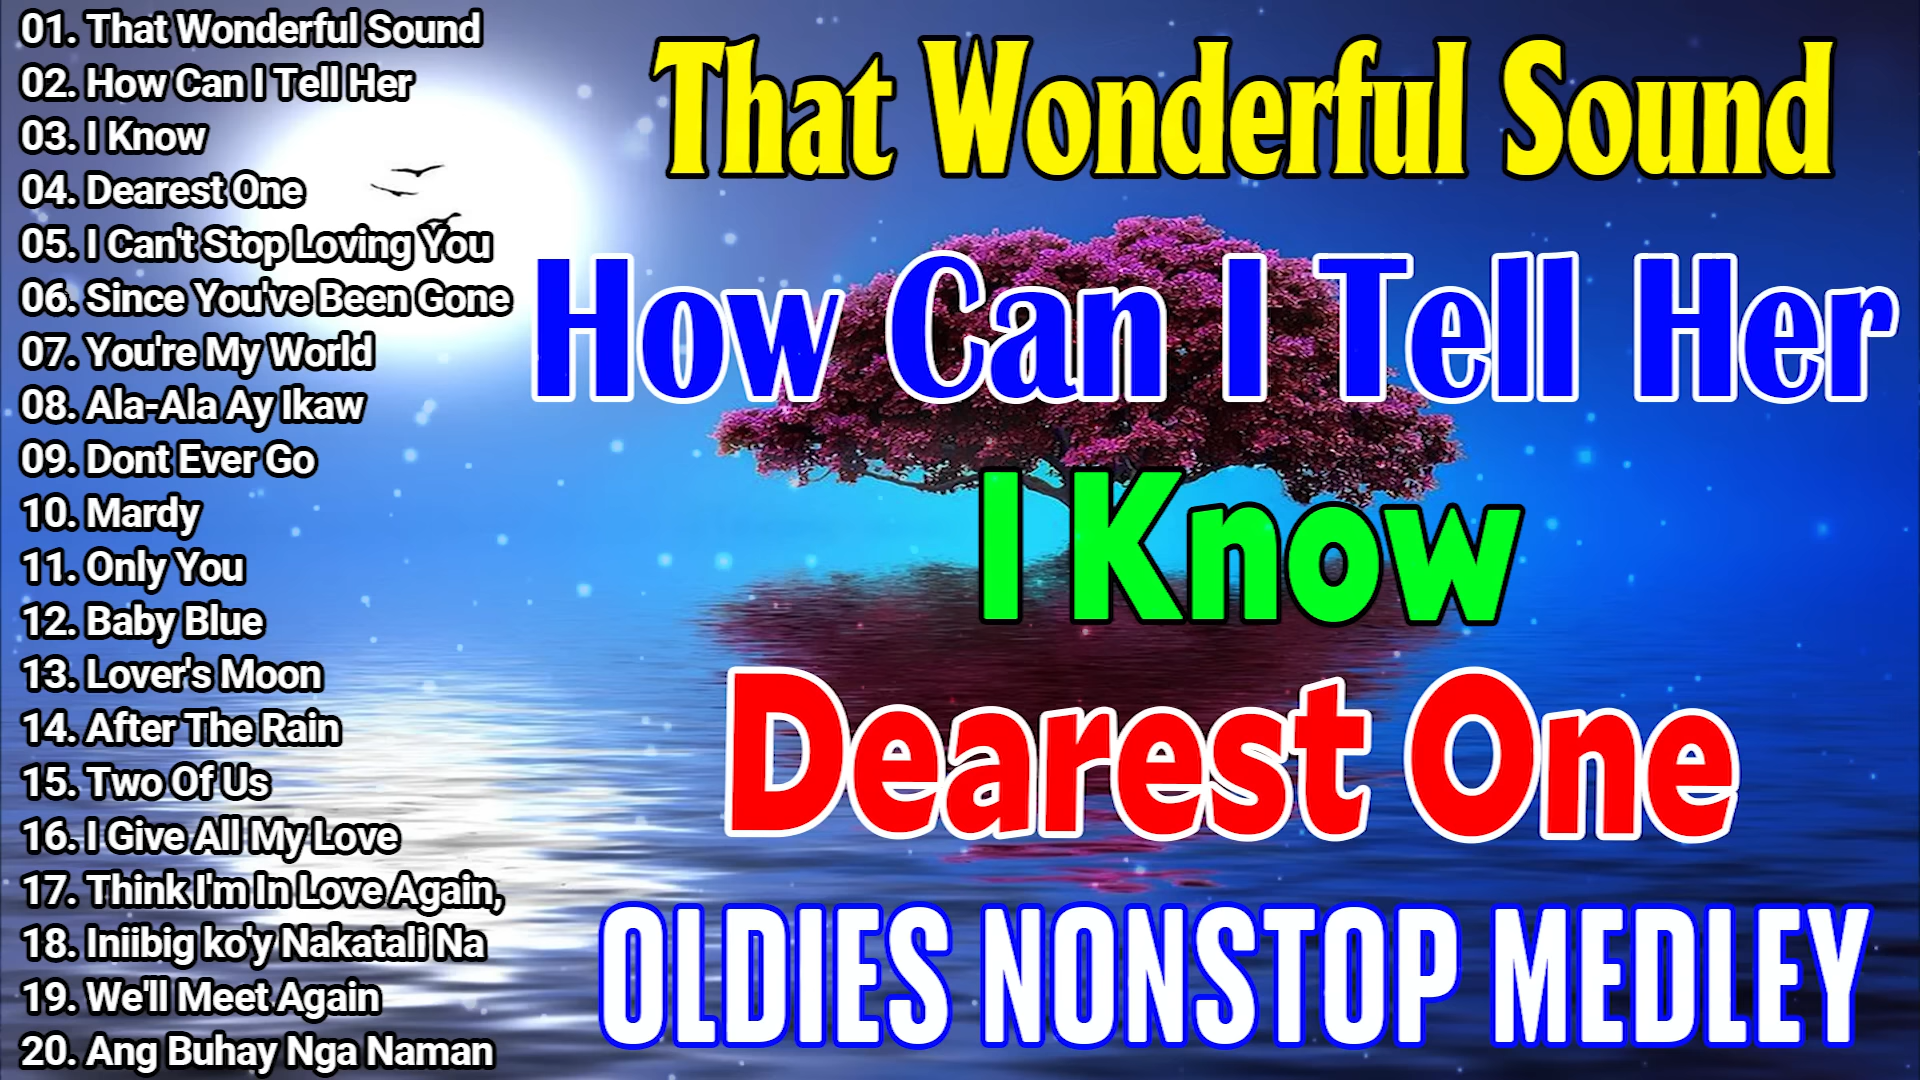 01. That Wonderful Sound
02. How Can I Tell Her
03. I Know
04. Dearest One
05. I Can't Stop Loving You
06. Since You've Been Gone
07. You're My World
08. Ala-Ala Ay Ikaw
09. Dont Ever Go
10. Mardy
11. Only You
12. Baby Blue
13. Lover's Moon
14. After The Rain
15. Two Of Us
16. I Give All My Love
17. Think I'm In Love Again,
18. Iniibig ko'y Nakatali Na
19. We'll Meet Again
20. Ang Buhay Nga Naman
That Wonderful Sound
How Can I Tell Her
I Know
Dearest One
OLDIES NONSTOP MEDLEY